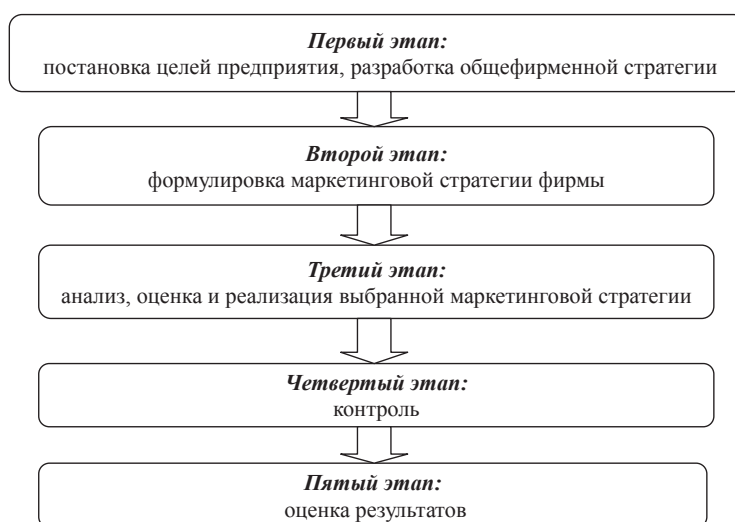 Первый этап:
постановка целей предприятия, разработка общефирменной стратегии
Второй этап:
формулировка маркетинговой стратегии фирмы
Третий этап:
анализ, оценка и реализация выбранной маркетинговой стратегии
Четвертый этап:
контроль
Пятый этап:
оценка результатов